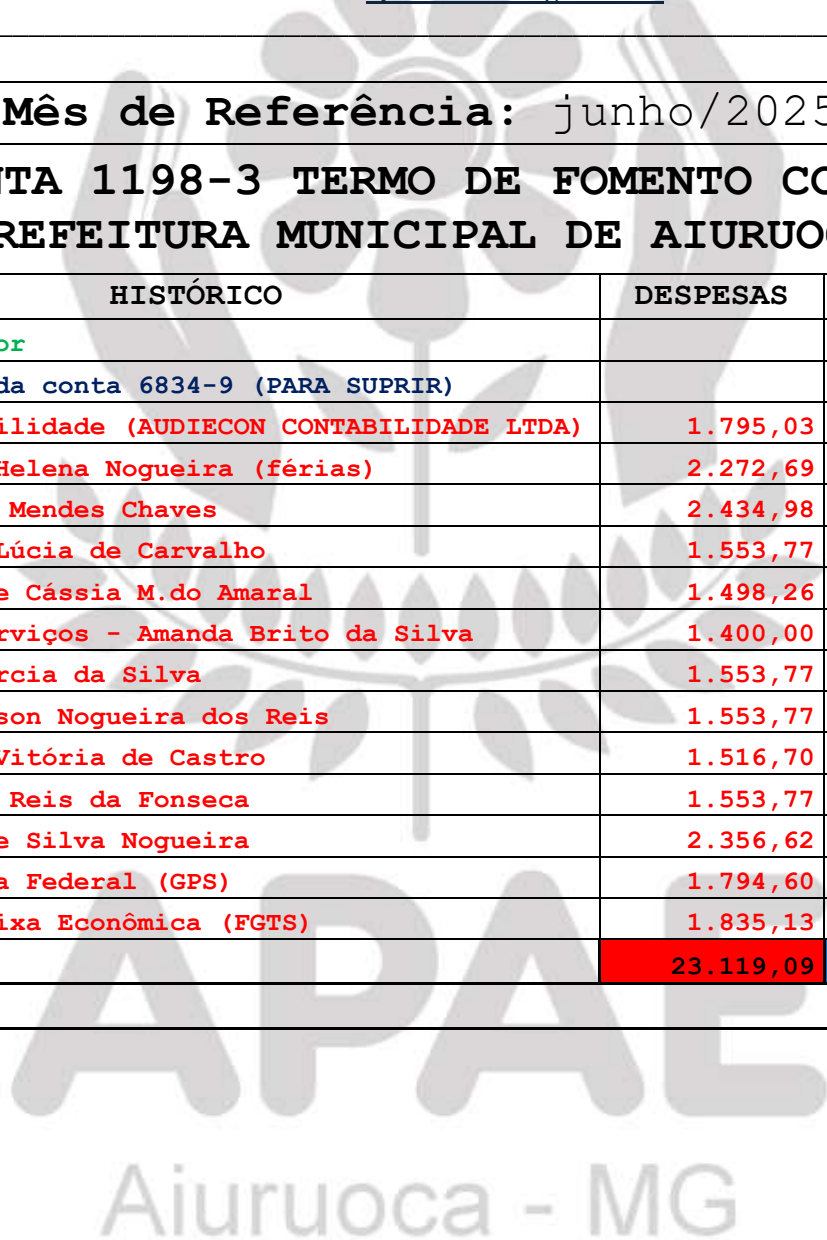 Mês de Referência: junho/2025
NTA 1198-3 TERMO DE FOMENTO CO
REFEITURA MUNICIPAL DE AIURUO
HISTÓRICO DESPESAS
or
da conta 6834-9 (PARA SUPRIR)
ilidade (AUDIECON CONTABILIDADE LTDA) 1.795,03
Helena Nogueira (férias) 2.272,69
Mendes Chaves 2.434,98
Lúcia de Carvalho 1.553,77
e Cássia M.do Amaral 1.498,26
rviços - Amanda Brito da Silva 1.400,00
rcia da Silva 1.553,77
son Nogueira dos Reis 1.553,77
Vitória de Castro 1.516,70
Reis da Fonseca 1.553,77
e Silva Nogueira 2.356,62
a Federal (GPS) 1.794,60
ixa Econômica (FGTS) 1.835,13
23.119,09
APAE
Aiuruoca - MG